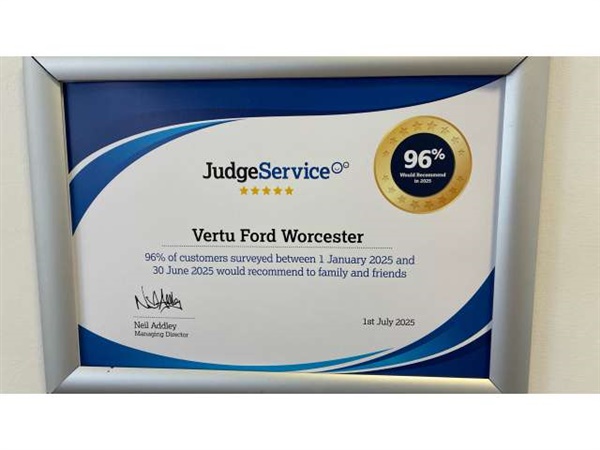 JudgeService
96%
Would Recommend
in 2025
Vertu Ford Worcester
96% of customers surveyed between 1 January 2025 and
30 June 2025 would recommend to family and friends
Neil Addley
Managing Director
1st July 2025